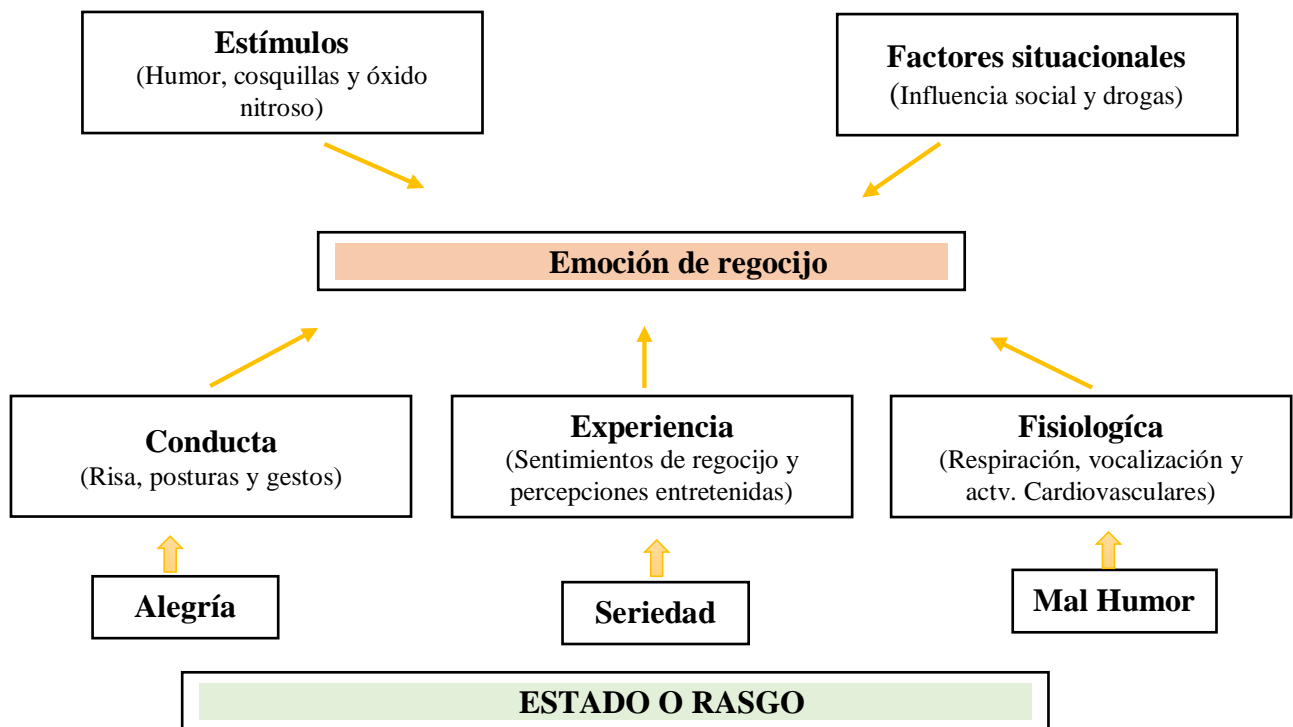 Estímulos
(Humor, cosquillas y óxido
nitroso)
Factores situacionales
(Influencia social y drogas)
Emoción de regocijo
Conducta
(Risa, posturas y gestos)
Experiencia
(Sentimientos de regocijo y
percepciones entretenidas)
Fisiologíca
(Respiración, vocalización y
actv. Cardiovasculares)
Alegría
Seriedad
Mal Humor
ESTADO O RASGO